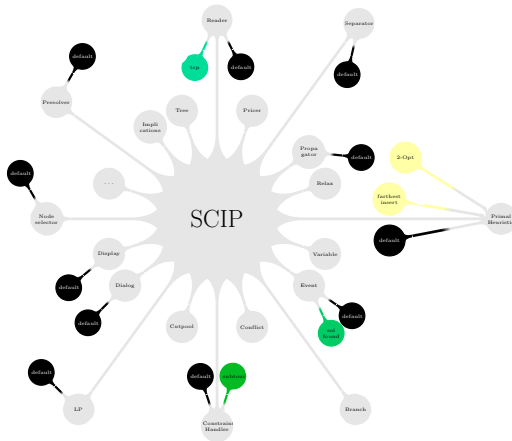 Reader
Separator
default
tsp
default
default
Presolver
Tree
Pricer
Impli
cations
Propa
gator
default
2-Opt
default
. . .
Relax
farthest
insert
Node
selector
SCIP
Primal
Heuristic
default
Display
Variable
default
Dialog
Event
default
default
sol
found
Cutpool
Conflict
default
default
subtour
LP
Branch
Constraint
Handler